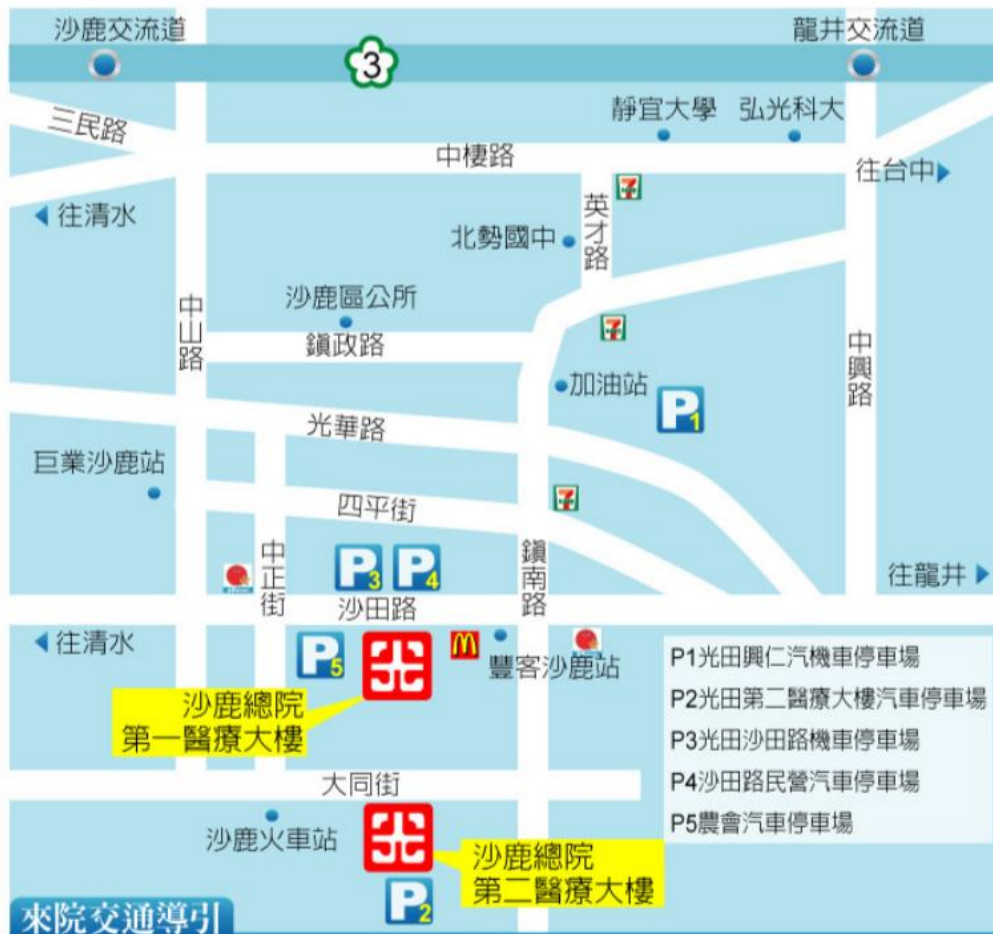 沙鹿交流道
龍井交流道
3
三民路
靜宜大學
弘光科大
中棲路
往台中
往清水
7
英才路
北勢國中
沙鹿區公所
中山路
鎮政路
7
中興路
加油站
P1
光華路
巨業沙鹿站
四平街
7
中正街
P3
P4
鎮南路
往龍井
沙田路
往清水
P5
豐客沙鹿站
沙鹿總院
第一醫療大樓
P1光田興仁汽機車停車場
P2光田第二醫療大樓汽車停車場
P3光田沙田路機車停車場
P4沙田路民營汽車停車場
P5農會汽車停車場
大同街
沙鹿火車站
沙鹿總院
第二醫療大樓
P2
來院交通導引